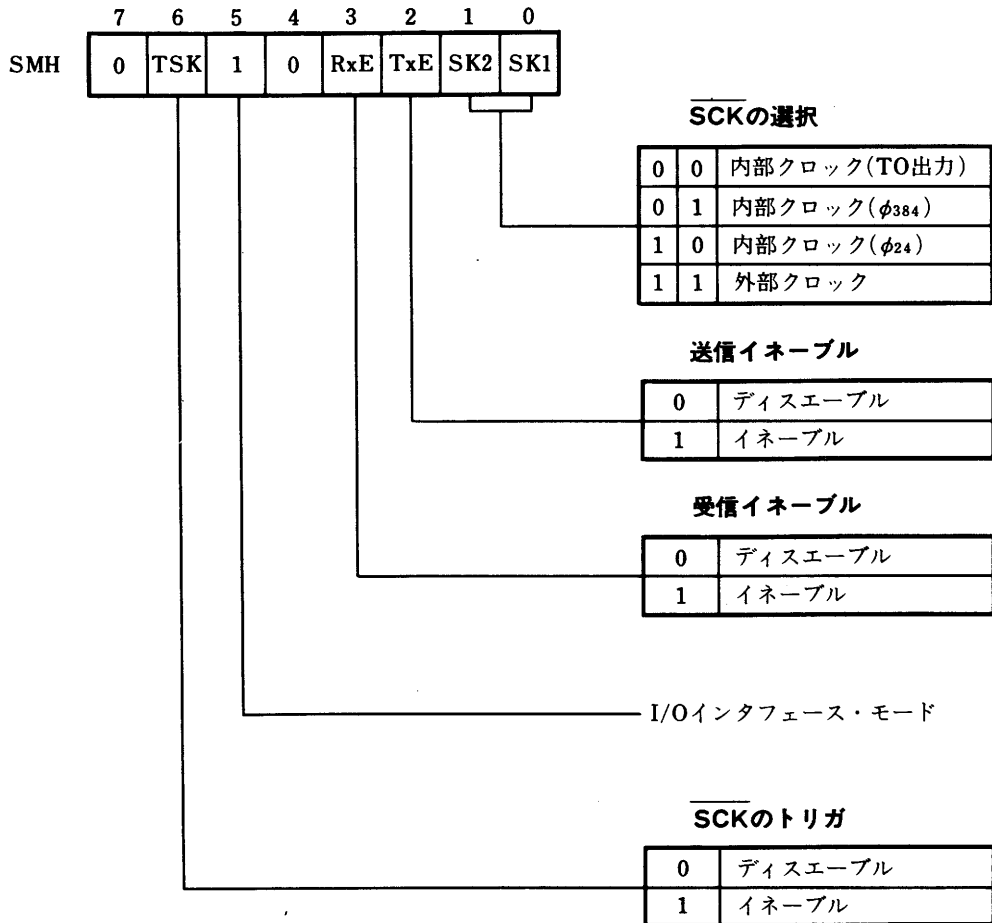 7 6 5 4 3 2 1 0
SMH 0 TSK 1 0 RxE TxE SK2 SK1
SCKの選択
0 0 内部クロック(TO出力)
0 1 内部クロック(φ384)
1 0 内部クロック(φ24)
1 1 外部クロック
送信イネーブル
0 ディスエーブル
1 イネーブル
受信イネーブル
0 ディスエーブル
1 イネーブル
I/Oインタフェース・モード
SCKのトリガ
0 ディスエーブル
1 イネーブル